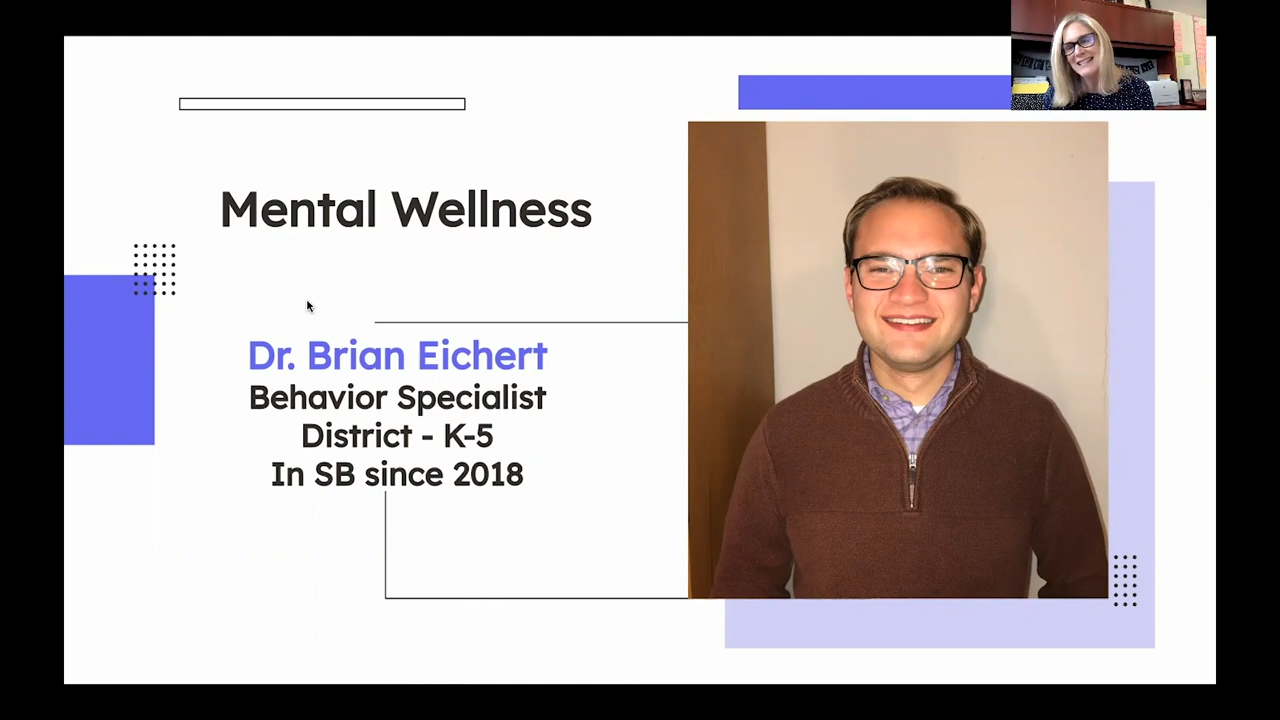 Mental Wellness
Dr. Brian Eichert
Behavior Specialist
District - K-5
In SB since 2018